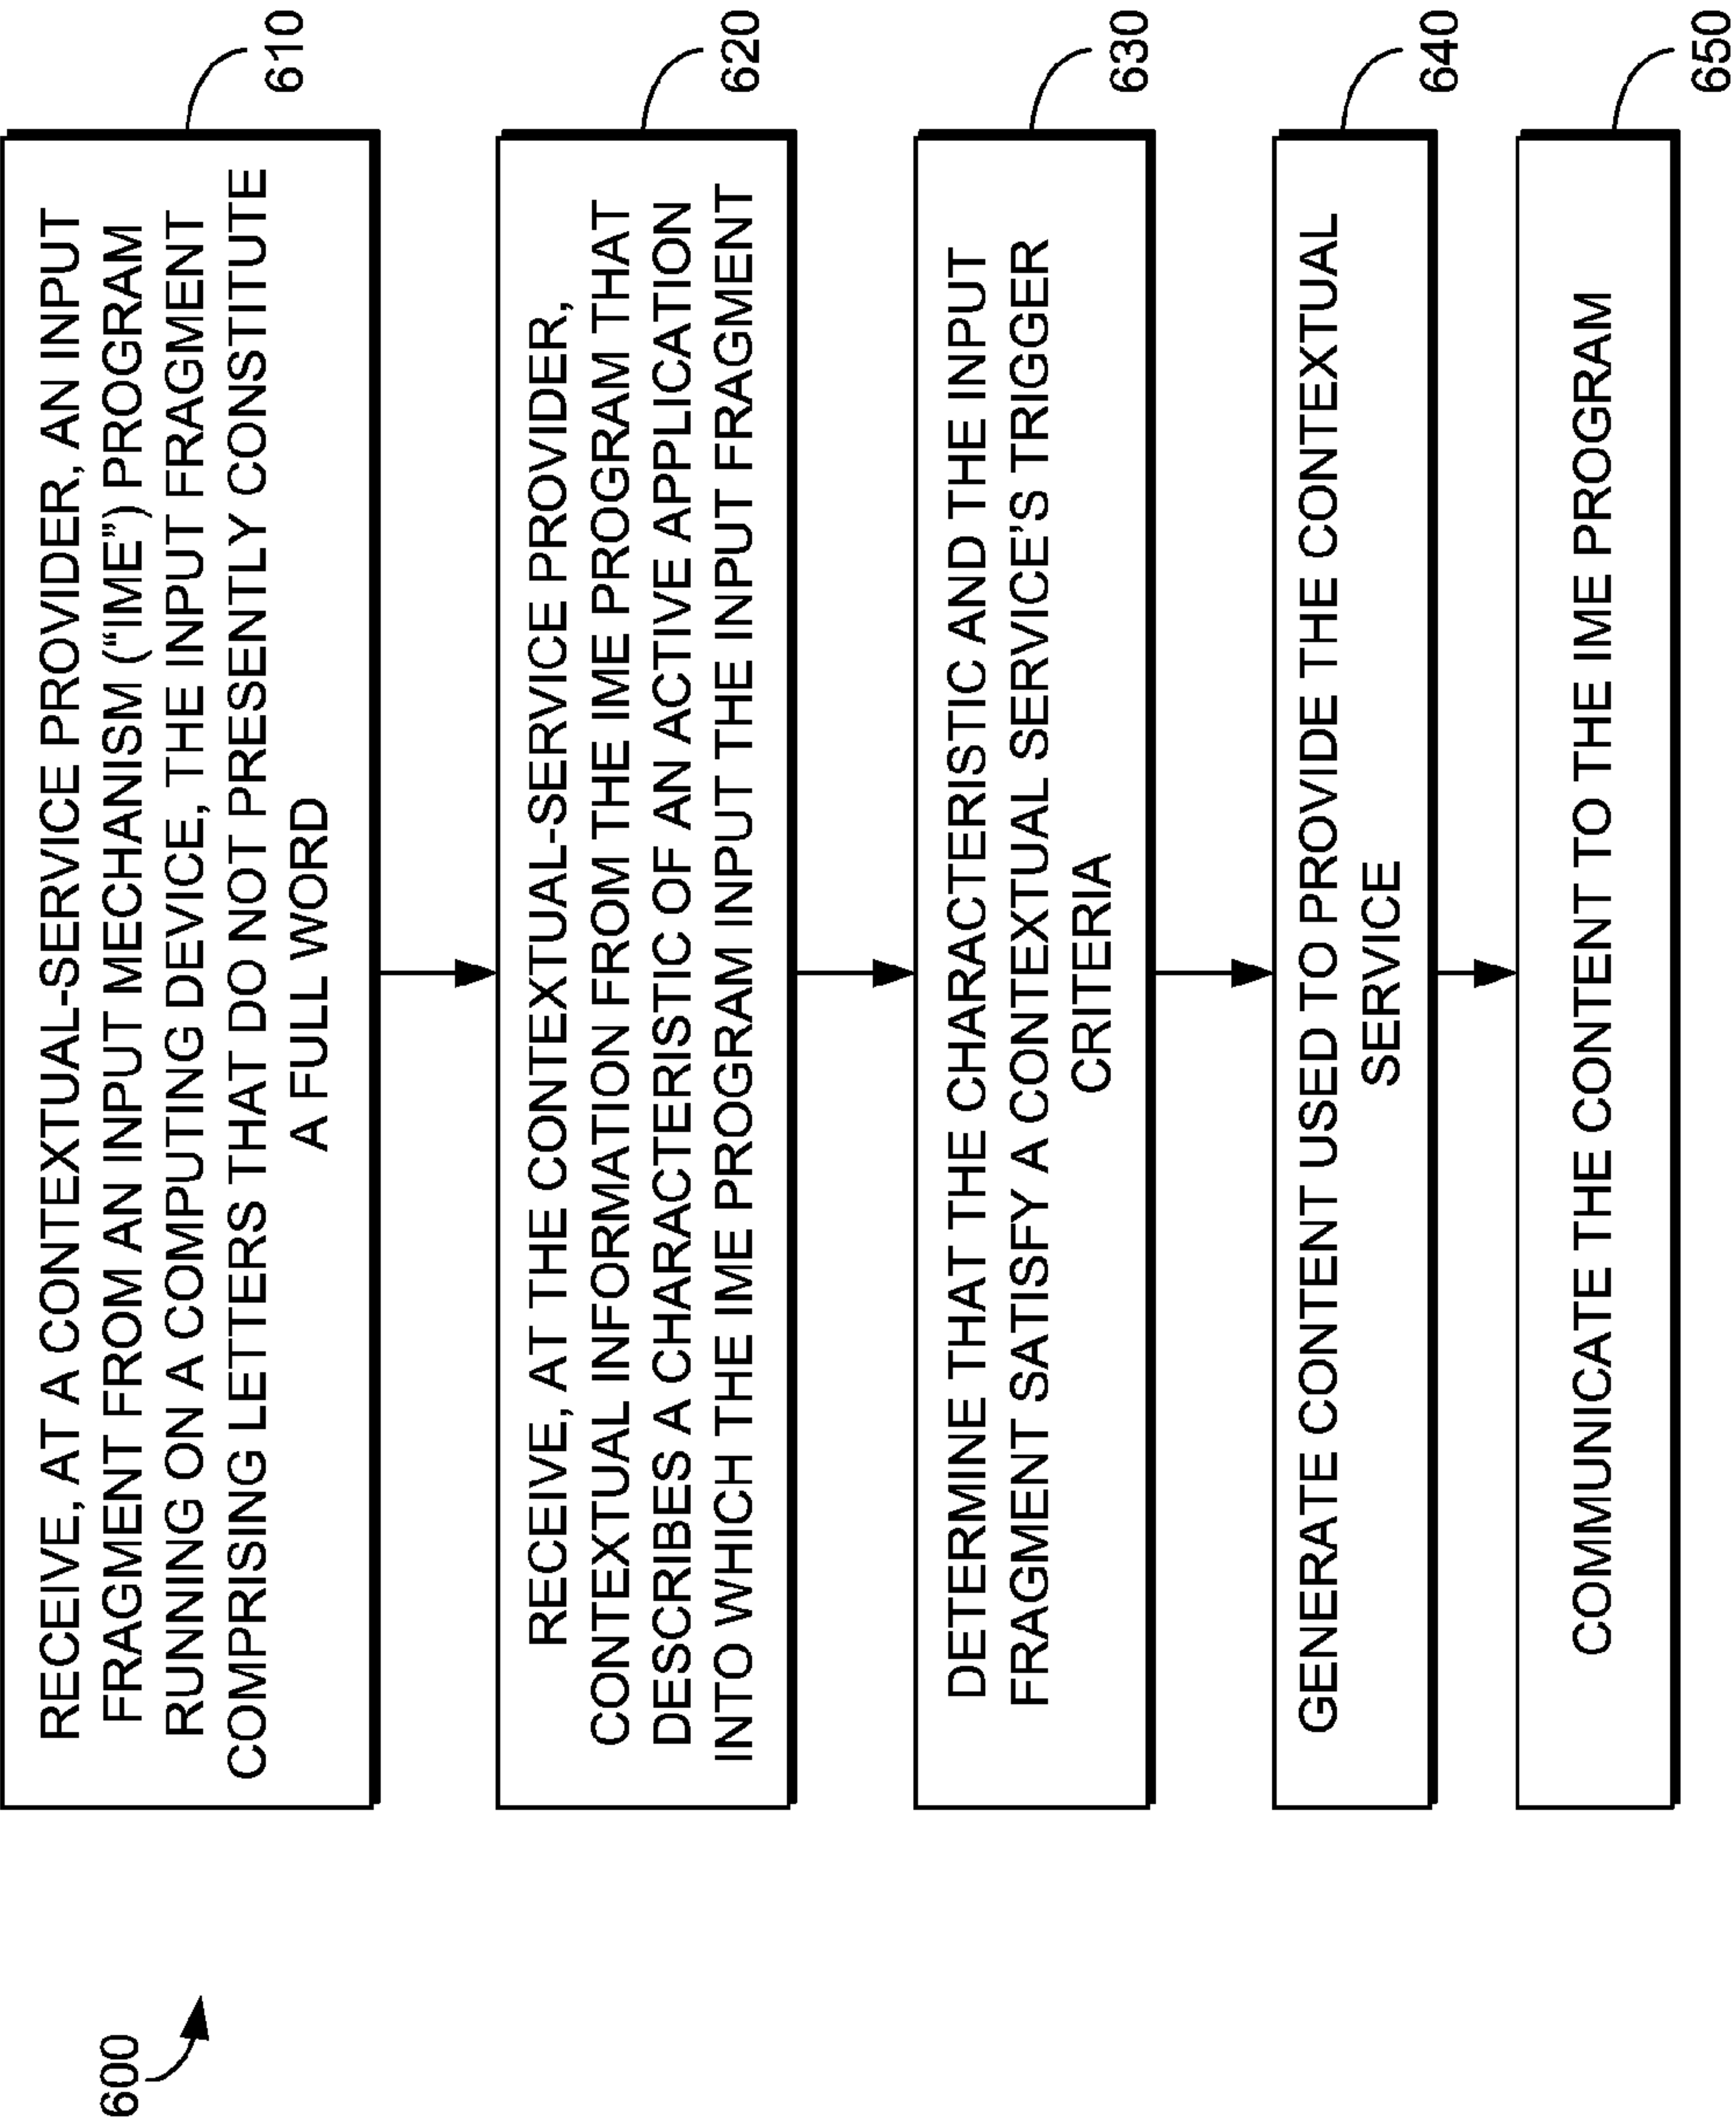 600
RECEIVE, AT A CONTEXTUAL-SERVICE PROVIDER, AN INPUT
FRAGMENT FROM AN INPUT MECHANISM (“IME”) PROGRAM
RUNNING ON A COMPUTING DEVICE, THE INPUT FRAGMENT
COMPRISING LETTERS THAT DO NOT PRESENTLY CONSTITUTE
A FULL WORD
610
RECEIVE, AT THE CONTEXTUAL-SERVICE PROVIDER,
CONTEXTUAL INFORMATION FROM THE IME PROGRAM THAT
DESCRIBES A CHARACTERISTIC OF AN ACTIVE APPLICATION
INTO WHICH THE IME PROGRAM INPUT THE INPUT FRAGMENT
620
DETERMINE THAT THE CHARACTERISTIC AND THE INPUT
FRAGMENT SATISFY A CONTEXTUAL SERVICE’S TRIGGER
CRITERIA
630
GENERATE CONTENT USED TO PROVIDE THE CONTEXTUAL
SERVICE
640
COMMUNICATE THE CONTENT TO THE IME PROGRAM
650